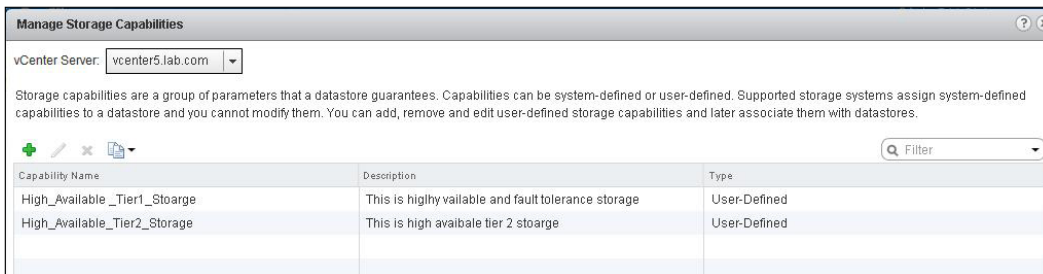 Manage Storage Capabilities
vCenter Server: vcenter5.lab.com
Storage capabilities are a group of parameters that a datastore guarantees. Capabilities can be system-defined or user-defined. Supported storage systems assign system-defined
capabilities to a datastore and you cannot modify them. You can add, remove and edit user-defined storage capabilities and later associate them with datastores.
Filter
Capability Name Description Type
High_Available _Tier1_Stoarge This is higlhy vailable and fault tolerance storage User-Defined
High_Available_Tier2_Storage This is high avaibale tier 2 stoarge User-Defined